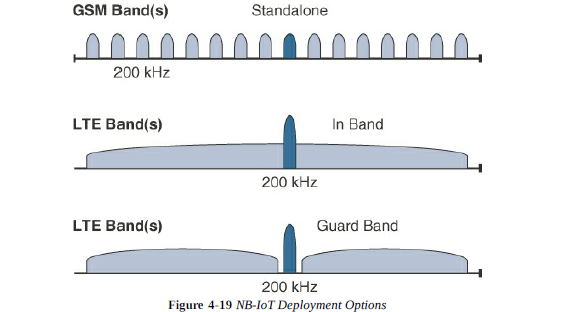 GSM Band(s) Standalone
200 kHz
LTE Band(s) In Band
200 kHz
LTE Band(s) Guard Band
200 kHz
Figure 4-19 NB-IoT Deployment Options